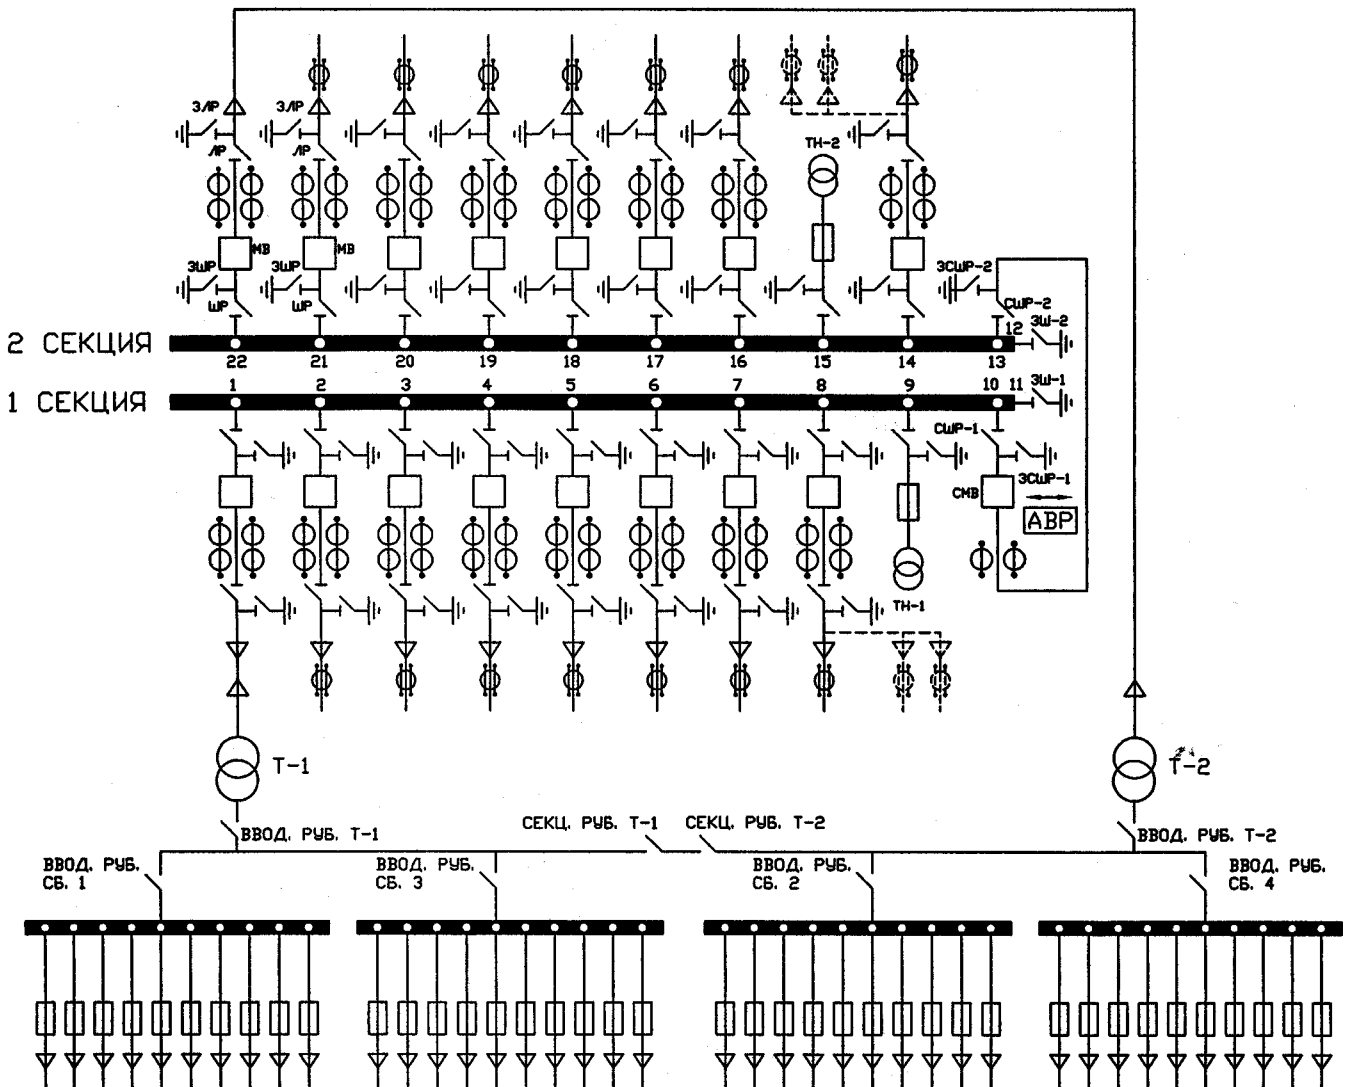 ЗЛР ЗЛР
ЛР ЛР
ТН-2
МВ МВ
ЗШР ЗШР ЗСШР-2
ШР ШР СШР-2
12 ЗШ-2
2 СЕКЦИЯ
22 21 20 19 18 17 16 15 14 13
1 2 3 4 5 6 7 8 9 10 11 ЗШ-1
1 СЕКЦИЯ
СШР-1
ЗСШР-1
СМВ
АВР
ТН-1
Т-1 Т-2
СЕКЦ. РУБ. Т-1 СЕКЦ. РУБ. Т-2
ВВОД. РУБ. Т-1 ВВОД. РУБ. Т-2
ВВОД. РУБ. ВВОД. РУБ. ВВОД. РУБ. ВВОД. РУБ.
СБ. 1 СБ. 3 СБ. 2 СБ. 4